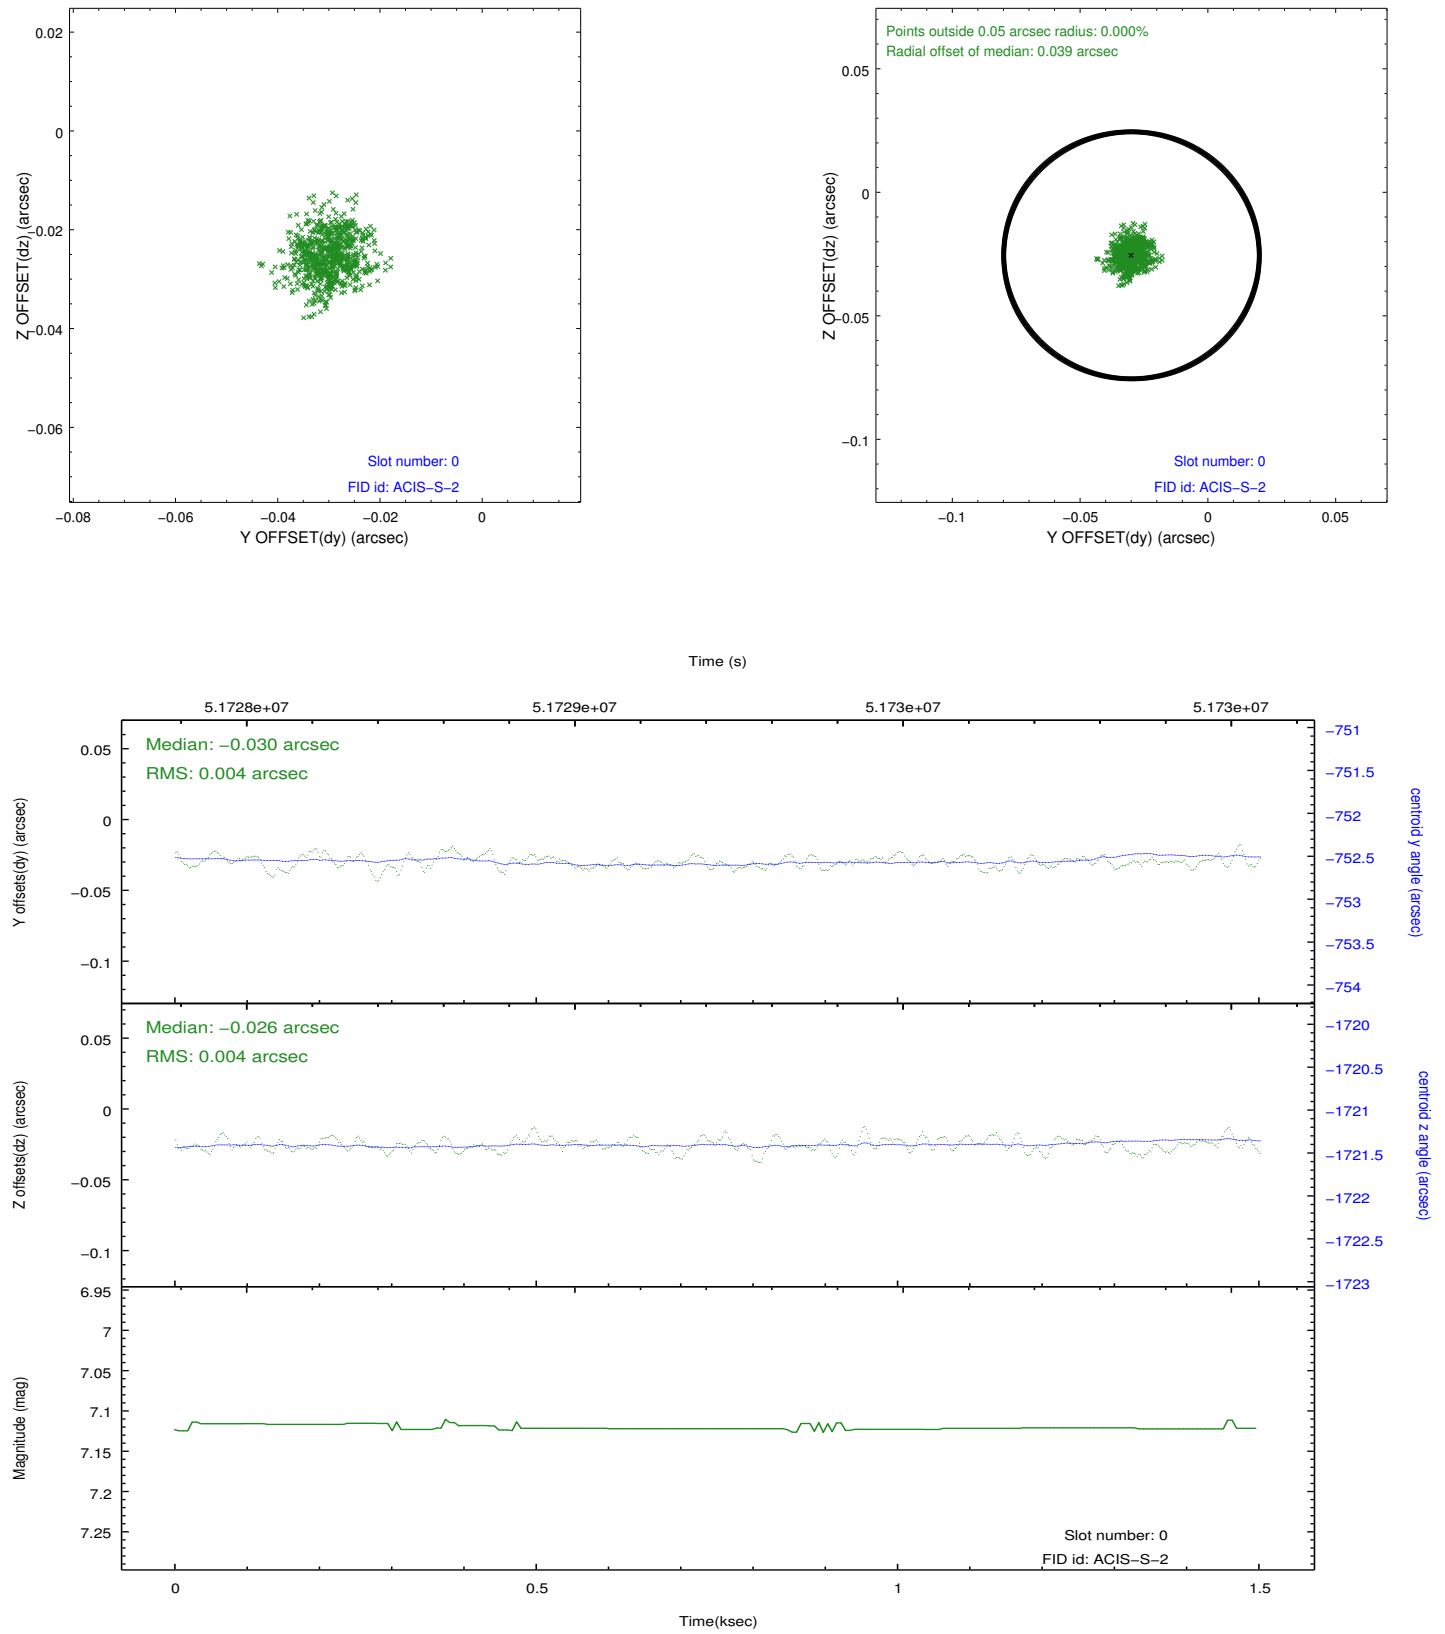 0.02
0
−0.02
−0.04
−0.06
Z OFFSET(dz) (arcsec)
−0.08
−0.06
−0.04
−0.02
0
Y OFFSET(dy) (arcsec)
Slot number: 0
FID id: ACIS−S−2
Points outside 0.05 arcsec radius: 0.000%
Radial offset of median: 0.039 arcsec
0.05
0
−0.05
−0.1
Z OFFSET(dz) (arcsec)
−0.1
−0.05
0
0.05
Y OFFSET(dy) (arcsec)
Slot number: 0
FID id: ACIS−S−2
Time (s)
5.1728e+07
5.1729e+07
5.173e+07
5.173e+07
Median: −0.030 arcsec
RMS: 0.004 arcsec
0.05
0
−0.05
−0.1
Y offsets(dy) (arcsec)
−751
−751.5
−752
−752.5
−753
−753.5
−754
centroid y angle (arcsec)
Median: −0.026 arcsec
RMS: 0.004 arcsec
0.05
0
−0.05
−0.1
Z offsets(dz) (arcsec)
−1720
−1720.5
−1721
−1721.5
−1722
−1722.5
−1723
centroid z angle (arcsec)
6.95
7
7.05
7.1
7.15
7.2
7.25
Magnitude (mag)
Slot number: 0
FID id: ACIS−S−2
0
0.5
1
1.5
Time(ksec)